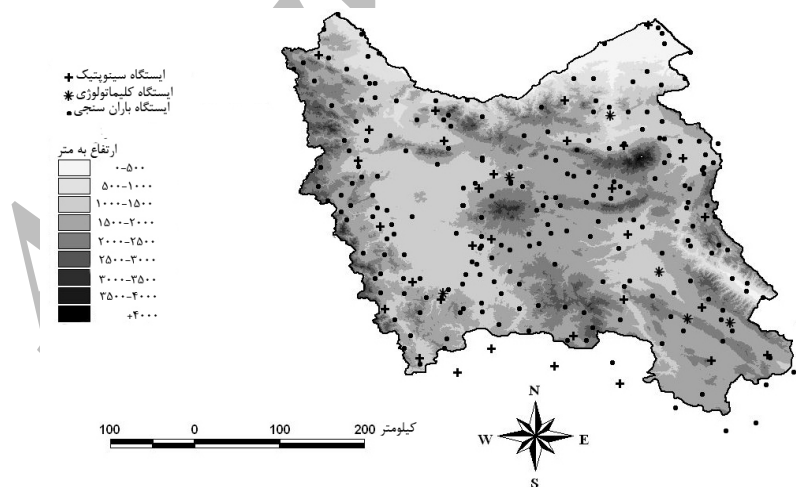 ایستگاه سینوپتیک
ایستگاه کلیماتولوژی
ایستگاه باران سنجی
ارتفاع به متر
۰-۵۰۰
۵۰۰-۱۰۰۰
۱۰۰۰-۱۵۰۰
۱۵۰۰-۲۰۰۰
۲۰۰۰-۲۵۰۰
۲۵۰۰-۳۰۰۰
۳۰۰۰-۳۵۰۰
۳۵۰۰-۴۰۰۰
+۴۰۰۰
100 0 100 200 کیلومتر
N
W E
S